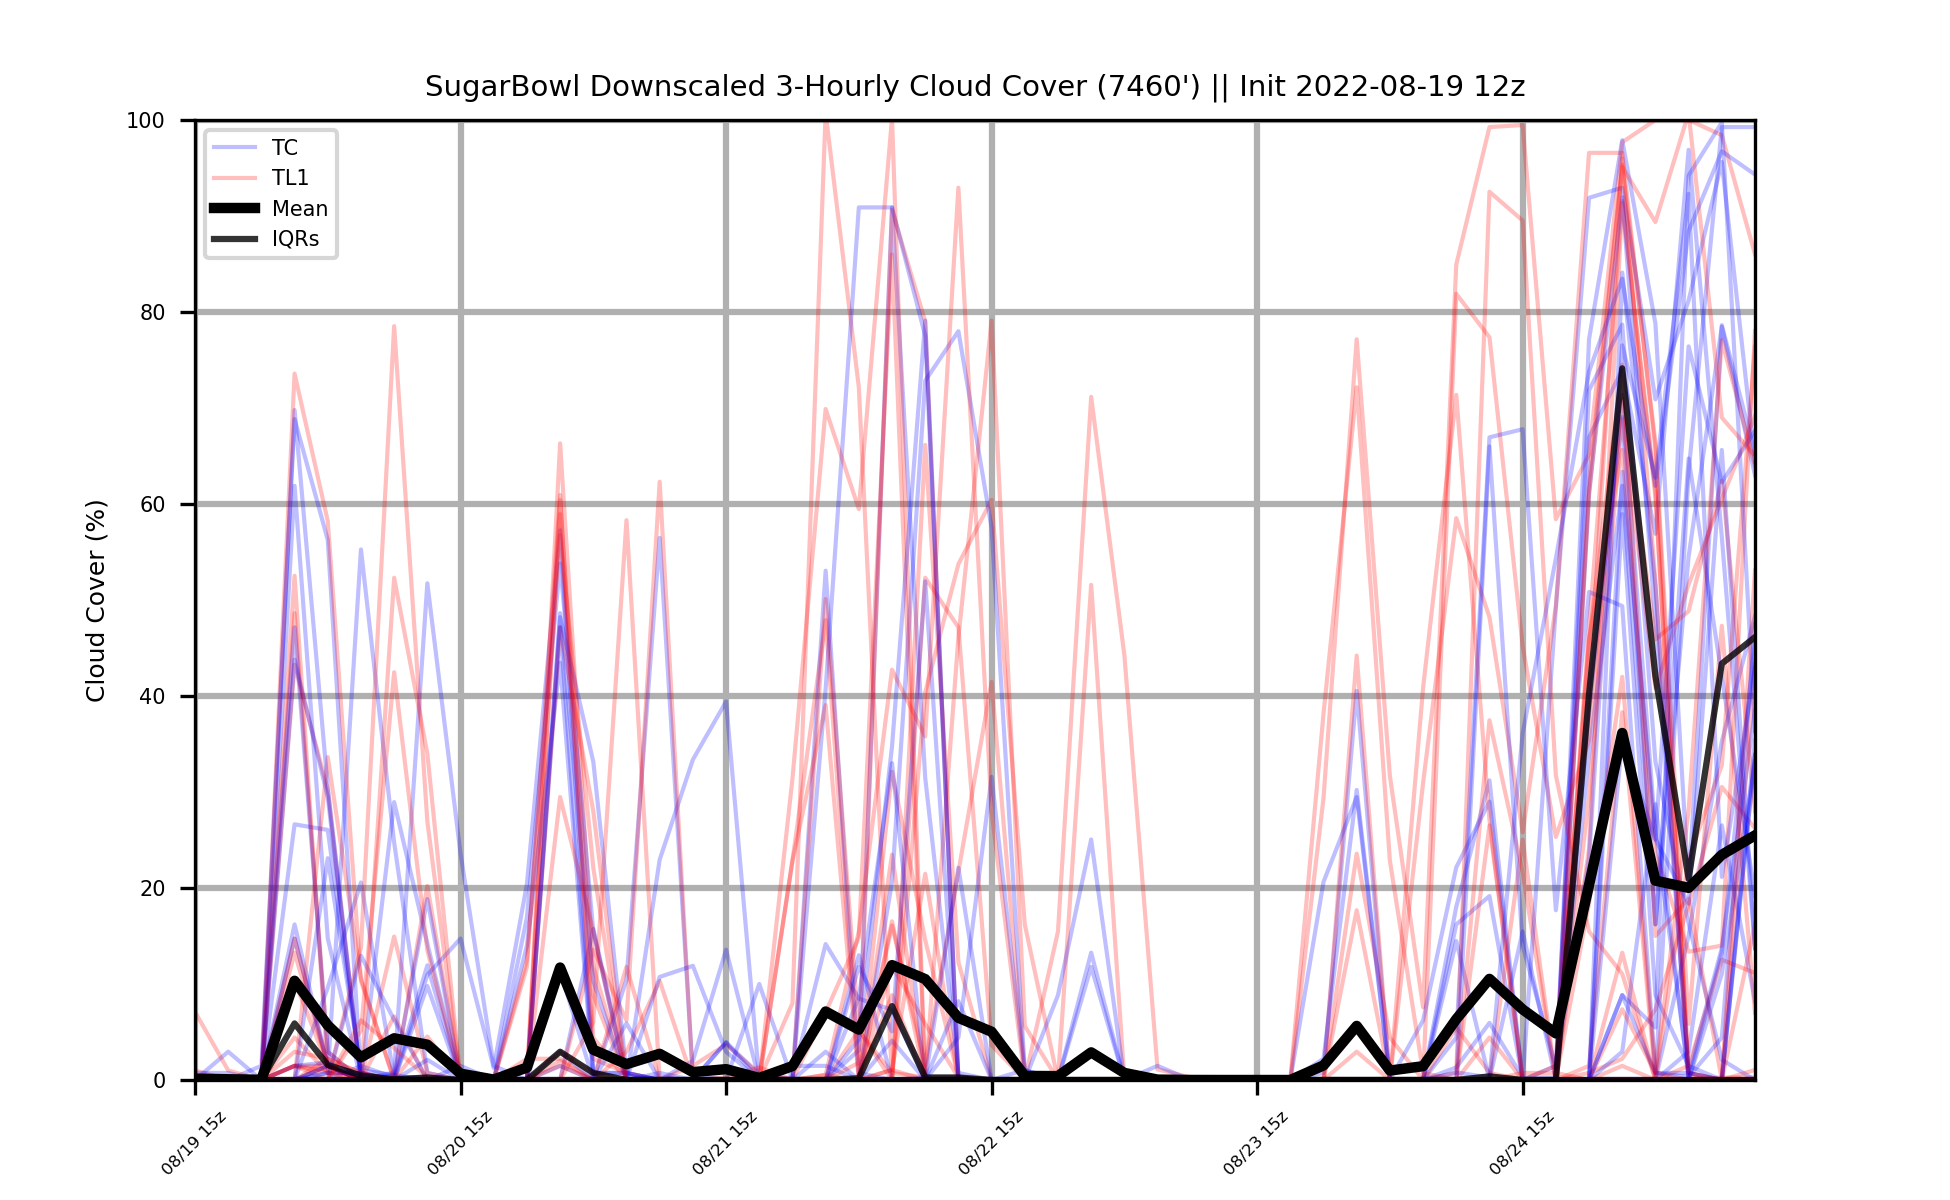 SugarBowl Downscaled 3-Hourly Cloud Cover (7460') || Init 2022-08-19 12z
100
80
60
40
20
0
Cloud Cover (%)
TC
TL1
Mean
IQRs
08/19 15z
08/20 15z
08/21 15z
08/22 15z
08/23 15z
08/24 15z